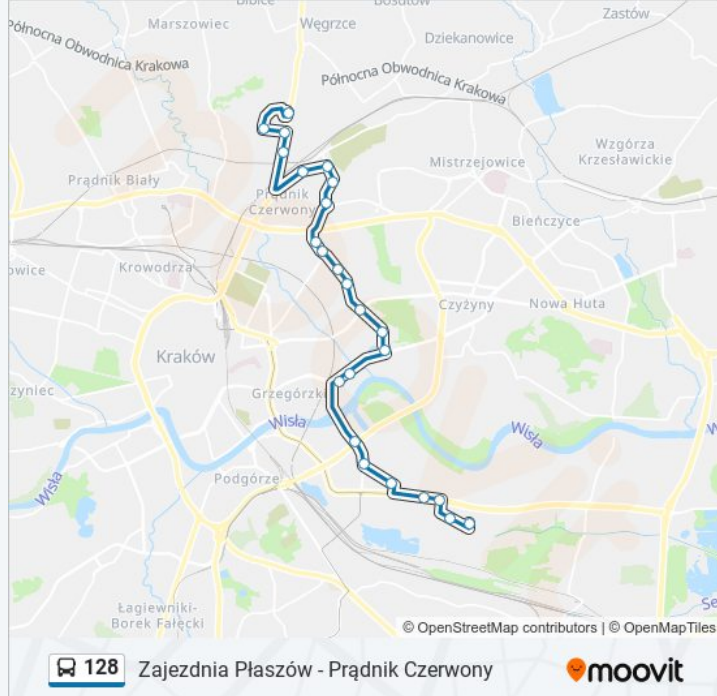 Bibice
Bosutów
Marszowiec
Węgrzce
Zastów
Dziekanowice
Północna Obwodnica Krakowa
Północna Obwodnica Krakowa
Wzgórza
Krzesławickie
Mistrzejowice
Prądnik Biały
Prądnik
Czerwony
Bieńczyce
owice
Krowodrza
Czyżyny
Nowa Huta
Kraków
zyniec
Grzegórzki
Wisła
Wisła
Wisła
W
Podgórze
Łagiewniki-
Borek Fałęcki
Se
© OpenStreetMap contributors | © OpenMapTiles
128 Zajezdnia Płaszów - Prądnik Czerwony
moovit